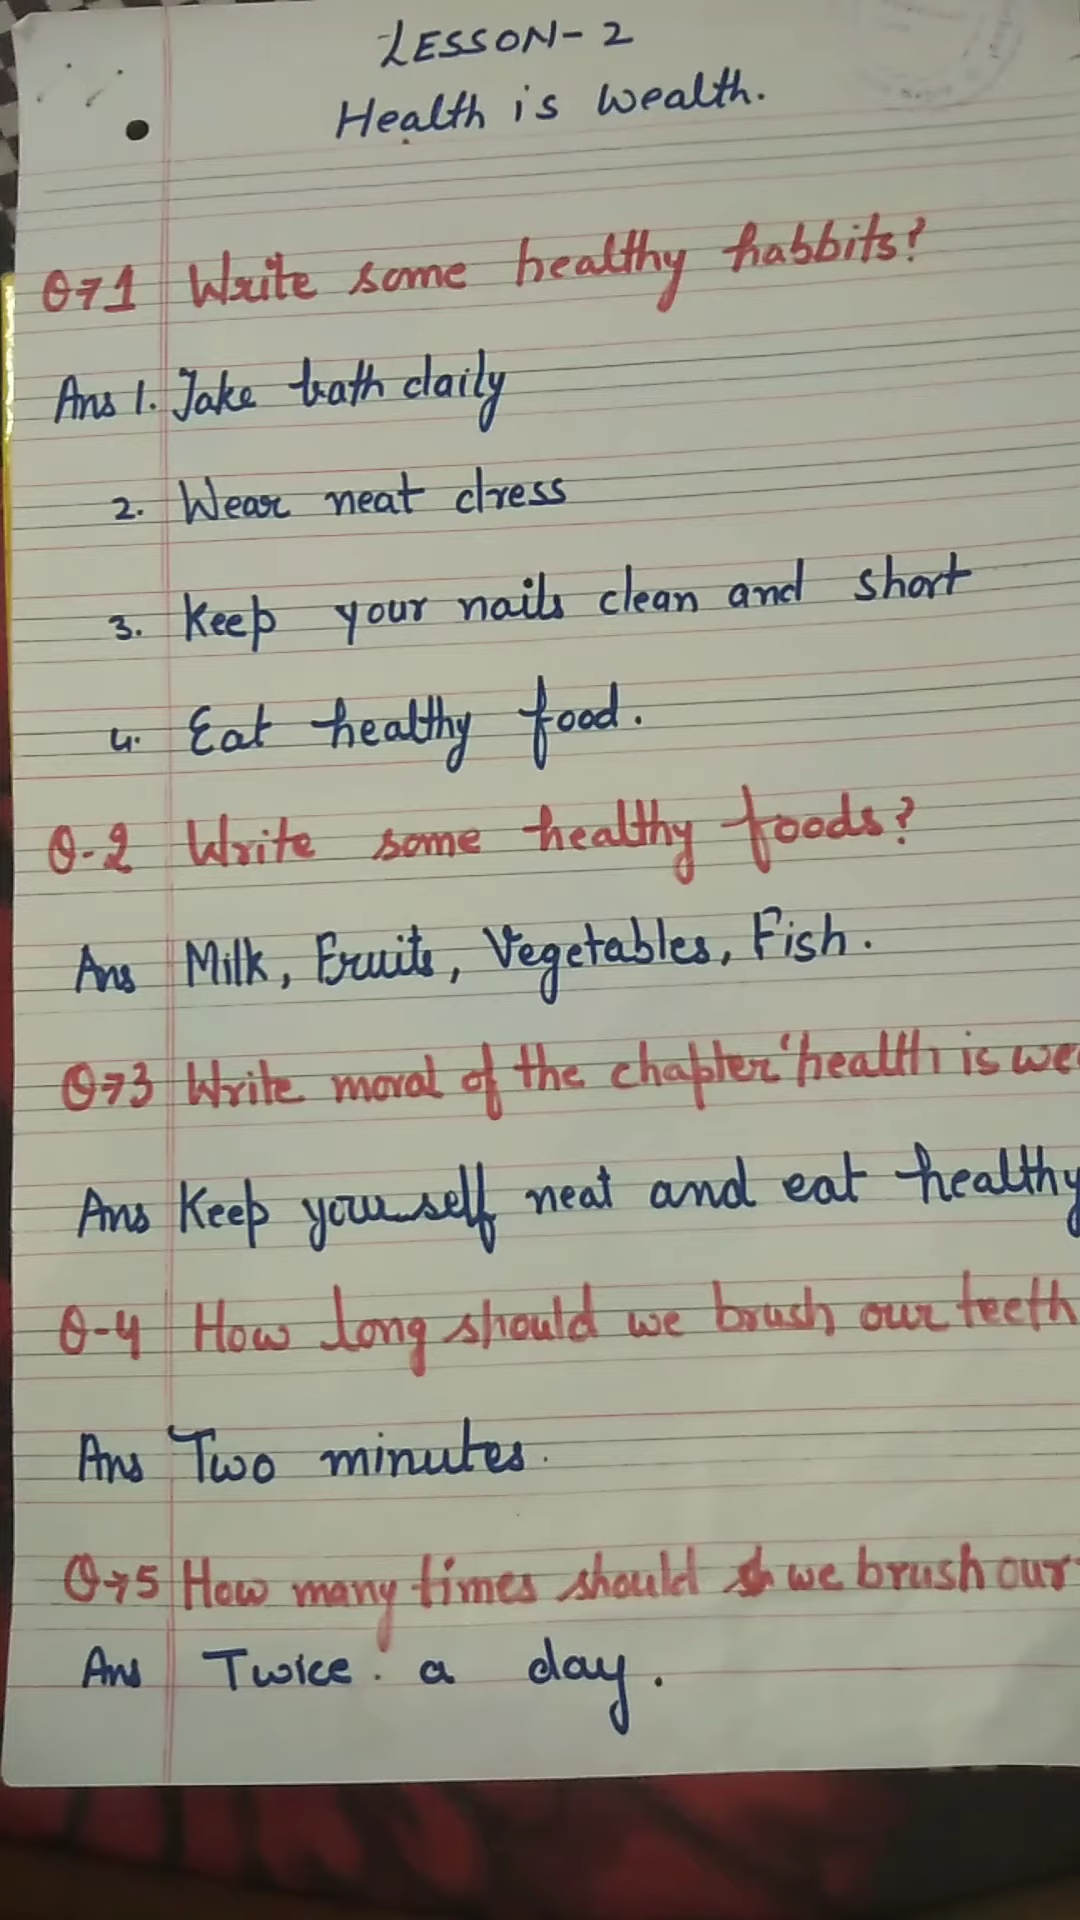 LESSON-2
Health is wealth.
Q→1 Write some healthy habbits?
Ans 1. Take bath daily
2. Wear neat dress
3. Keep your nails clean and short
4. Eat healthy food.
Q-2 Write some healthy foods?
Ans Milk, Fruits, Vegetables, Fish.
Q→3 Write moral of the chapter "health is we
Ans Keep yourself neat and eat healthy
Q-4 How long should we brush our teeth
Ans Two minutes.
Q→5 How many times should we brush our
Ans Twice a day.